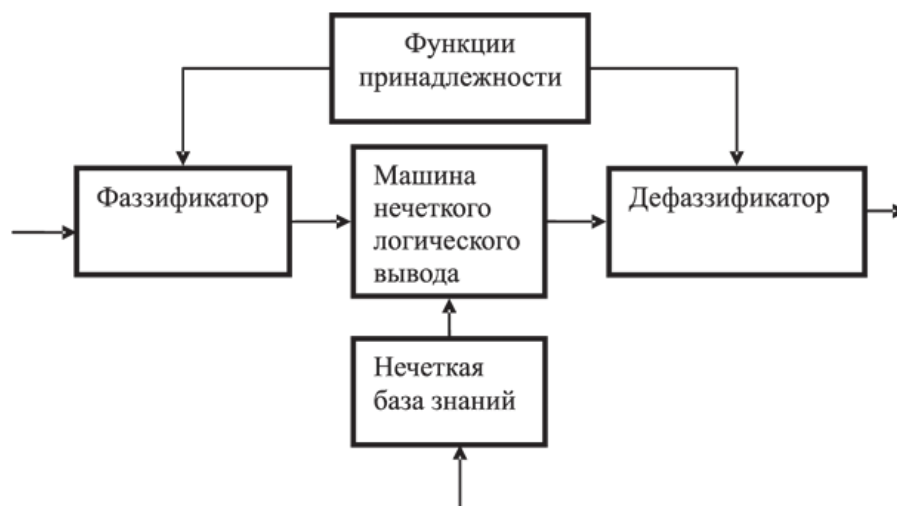 Функции
принадлежности
Фаззификатор
Машина
нечеткого
логического
вывода
Дефаззификатор
Нечеткая
база знаний